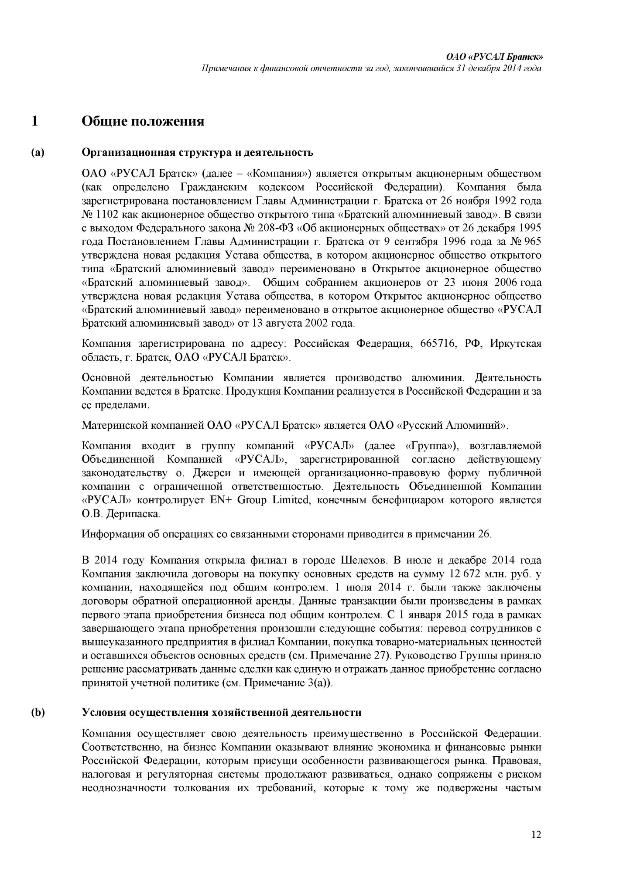 ОАО «РУСАЛ Братск»
Примечания к финансовой отчетности за год, закончившийся 31 декабря 2014 года
1 Общие положения
(a) Организационная структура и деятельность
ОАО «РУСАЛ Братск» (далее – «Компания») является открытым акционерным обществом
(как определено Гражданским кодексом Российской Федерации). Компания была
зарегистрирована постановлением Главы Администрации г. Братска от 26 ноября 1992 года
№ 1102 как акционерное общество открытого типа «Братский алюминиевый завод». В связи
с выходом Федерального закона № 208-ФЗ «Об акционерных обществах» от 26 декабря 1995
года Постановлением Главы Администрации г. Братска от 9 сентября 1996 года за № 965
утверждена новая редакция Устава общества, в котором акционерное общество открытого
типа «Братский алюминиевый завод» переименовано в Открытое акционерное общество
«Братский алюминиевый завод». Общим собранием акционеров от 23 июня 2006 года
утверждена новая редакция Устава общества, в котором Открытое акционерное общество
«Братский алюминиевый завод» переименовано в открытое акционерное общество «РУСАЛ
Братский алюминиевый завод» от 13 августа 2002 года.
Компания зарегистрирована по адресу: Российская Федерация, 665716, РФ, Иркутская
область, г. Братск, ОАО «РУСАЛ Братск».
Основной деятельностью Компании является производство алюминия. Деятельность
Компании ведется в Братске. Продукция Компании реализуется в Российской Федерации и за
ее пределами.
Материнской компанией ОАО «РУСАЛ Братск» является ОАО «Русский Алюминий».
Компания входит в группу компаний «РУСАЛ» (далее «Группа»), возглавляемой
Объединенной Компанией «РУСАЛ», зарегистрированной согласно действующему
законодательству о. Джерси и имеющей организационно-правовую форму публичной
компании с ограниченной ответственностью. Деятельность Объединенной Компании
«РУСАЛ» контролирует EN+ Group Limited, конечным бенефициаром которого является
О.В. Дерипаска.
Информация об операциях со связанными сторонами приводится в примечании 26.
В 2014 году Компания открыла филиал в городе Шелехов. В июле и декабре 2014 года
Компания заключила договоры на покупку основных средств на сумму 12 672 млн. руб. у
компании, находящейся под общим контролем. 1 июля 2014 г. были также заключены
договоры обратной операционной аренды. Данные транзакции были произведены в рамках
первого этапа приобретения бизнеса под общим контролем. С 1 января 2015 года в рамках
завершающего этапа приобретения произошли следующие события: перевод сотрудников с
вышеуказанного предприятия в филиал Компании, покупка товарно-материальных ценностей
и оставшихся объектов основных средств (см. Примечание 27). Руководство Группы приняло
решение рассматривать данные сделки как единую и отражать данное приобретение согласно
принятой учетной политике (см. Примечание 3(a)).
(b) Условия осуществления хозяйственной деятельности
Компания осуществляет свою деятельность преимущественно в Российской Федерации.
Соответственно, на бизнес Компании оказывают влияние экономика и финансовые рынки
Российской Федерации, которым присущи особенности развивающегося рынка. Правовая,
налоговая и регуляторная системы продолжают развиваться, однако сопряжены с риском
неоднозначности толкования их требований, которые к тому же подвержены частым
12